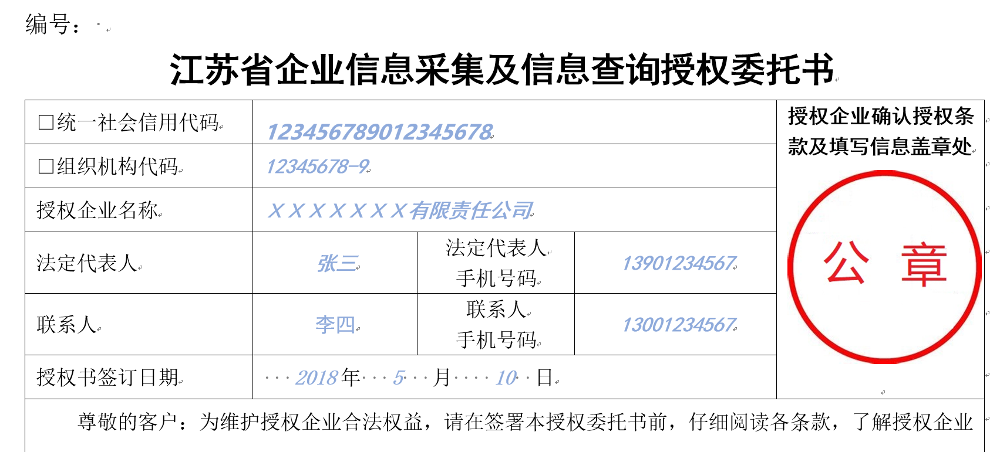 编号：
江苏省企业信息采集及信息查询授权委托书
□统一社会信用代码 123456789012345678
□组织机构代码 12345678-9
授权企业名称 ＸＸＸＸＸＸＸ有限责任公司
法定代表人 张三 法定代表人
手机号码 13901234567
联系人 李四 联系人
手机号码 13001234567
授权书签订日期 2018 年 5 月 10 日
授权企业确认授权条
款及填写信息盖章处
公 章
尊敬的客户：为维护授权企业合法权益，请在签署本授权委托书前，仔细阅读各条款，了解授权企业